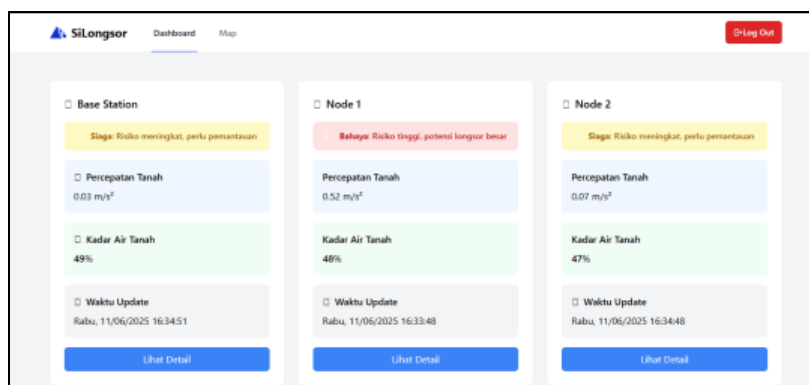 SiLongsor Dashboard Map Log Out
Base Station
Siaga: Risiko meningkat, perlu pemantauan
Percepatan Tanah
0.03 m/s²
Kadar Air Tanah
49%
Waktu Update
Rabu, 11/06/2025 16:34:51
Lihat Detail
Node 1
Bahaya: Risiko tinggi, potensi longsor besar
Percepatan Tanah
0.52 m/s²
Kadar Air Tanah
48%
Waktu Update
Rabu, 11/06/2025 16:33:48
Lihat Detail
Node 2
Siaga: Risiko meningkat, perlu pemantauan
Percepatan Tanah
0.07 m/s²
Kadar Air Tanah
47%
Waktu Update
Rabu, 11/06/2025 16:34:48
Lihat Detail